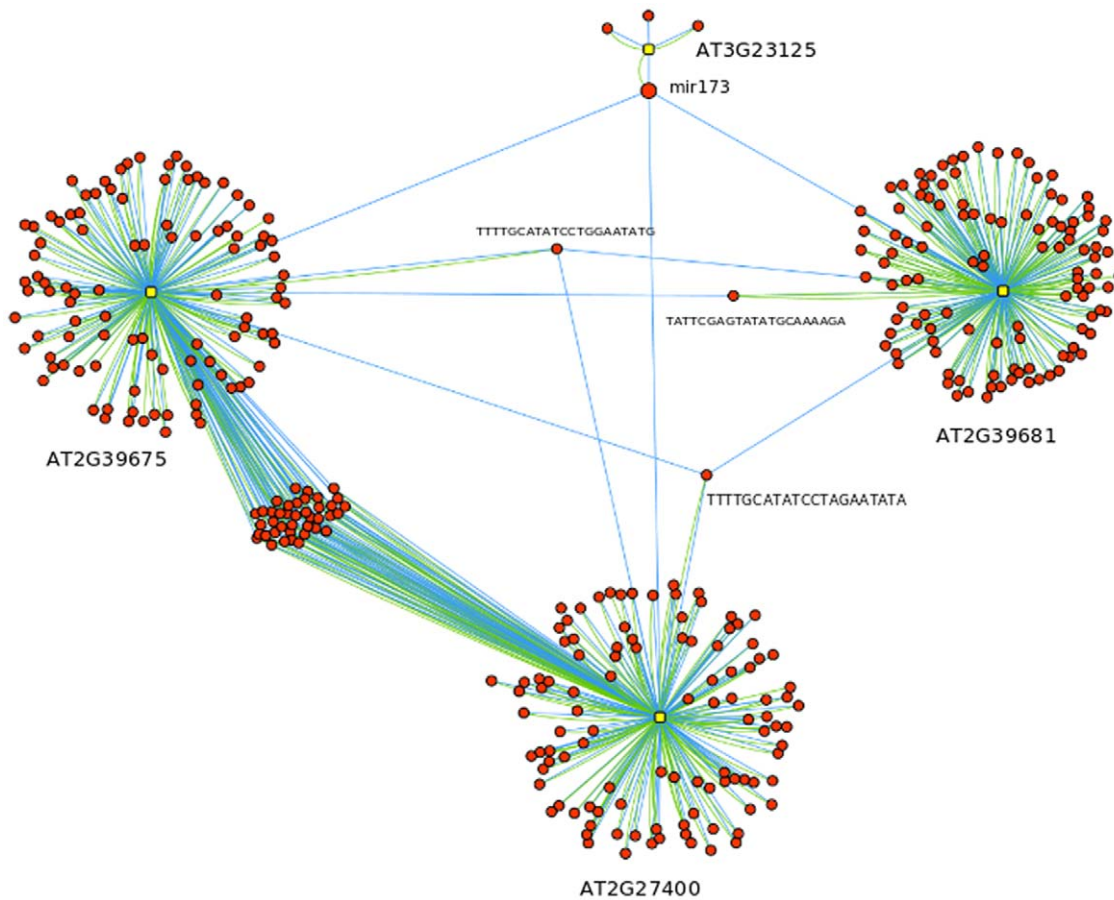 AT3G23125
mir173
TTTTGCATATCCTGGAATATG
TATTCGAGTATATGCAAAAGA
AT2G39681
AT2G39675
TTTTGCATATCCTAGAATATA
AT2G27400